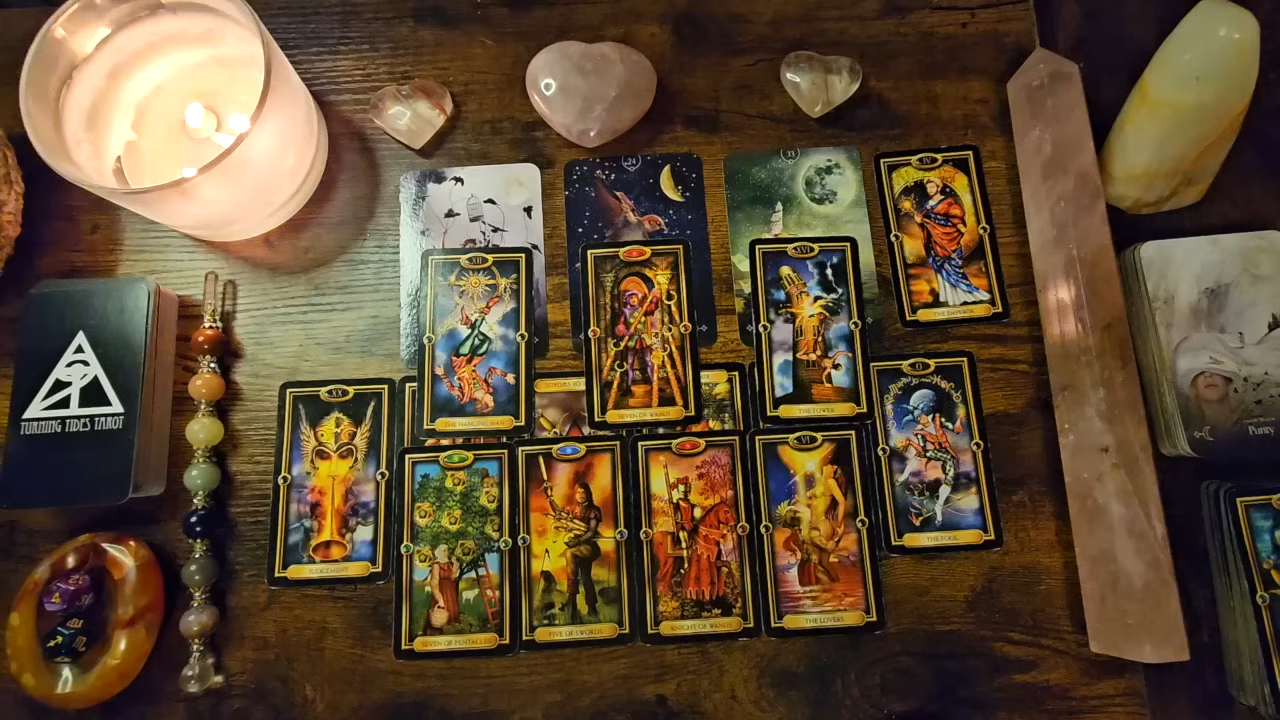 24
31
IV
THE EMPEROR
XII
THE HANGING MAN
SEVEN OF WANDS
XVI
THE TOWER
TURNING TIDES TAROT
XX
JUDGEMENT
0
THE FOOL
Purity
SEVEN OF PENTACLES
FIVE OF SWORDS
KNIGHT OF WANDS
VI
THE LOVERS